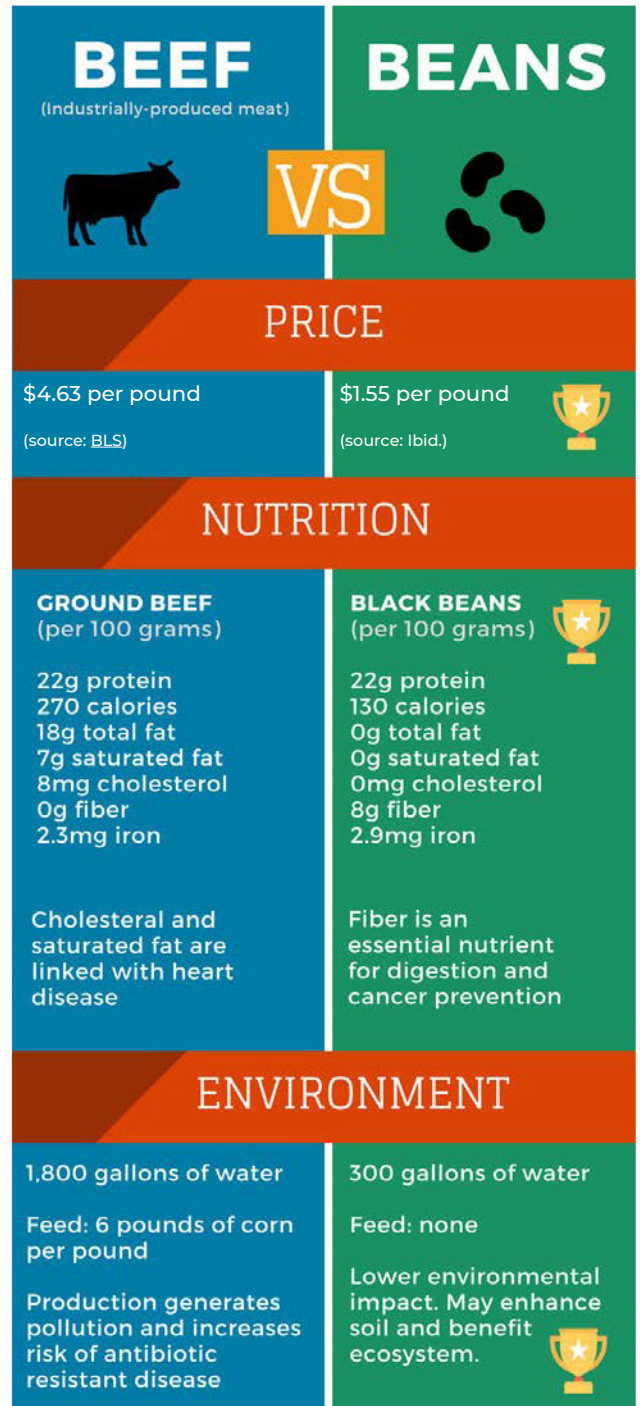 BEEF
(Industrially-produced meat)
BEANS
VS
PRICE
$4.63 per pound
(source: BLS)
$1.55 per pound
(source: Ibid.)
NUTRITION
GROUND BEEF
(per 100 grams)
22g protein
270 calories
18g total fat
7g saturated fat
8mg cholesterol
0g fiber
2.3mg iron
Cholesteral and
saturated fat are
linked with heart
disease
BLACK BEANS
(per 100 grams)
22g protein
130 calories
0g total fat
0g saturated fat
0mg cholesterol
8g fiber
2.9mg iron
Fiber is an
essential nutrient
for digestion and
cancer prevention
ENVIRONMENT
1,800 gallons of water
Feed: 6 pounds of corn
per pound
Production generates
pollution and increases
risk of antibiotic
resistant disease
300 gallons of water
Feed: none
Lower environmental
impact. May enhance
soil and benefit
ecosystem.